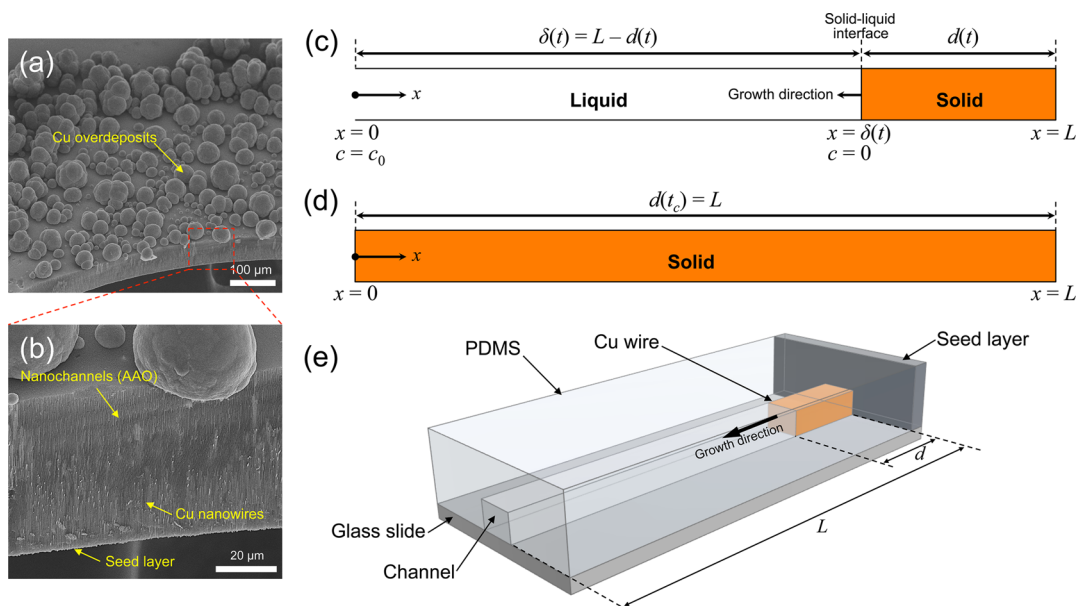 (a)
Cu overdeposits
100 µm
(b)
Nanochannels (AAO)
Cu nanowires
Seed layer
20 µm
(c)
δ(t) = L – d(t)
Solid-liquid
interface
d(t)
x
Liquid
Growth direction
Solid
x = 0
c = c₀
x = δ(t)
c = 0
x = L
(d)
d(t_c) = L
x
Solid
x = 0
x = L
(e)
PDMS
Cu wire
Seed layer
Growth direction
d
L
Glass slide
Channel